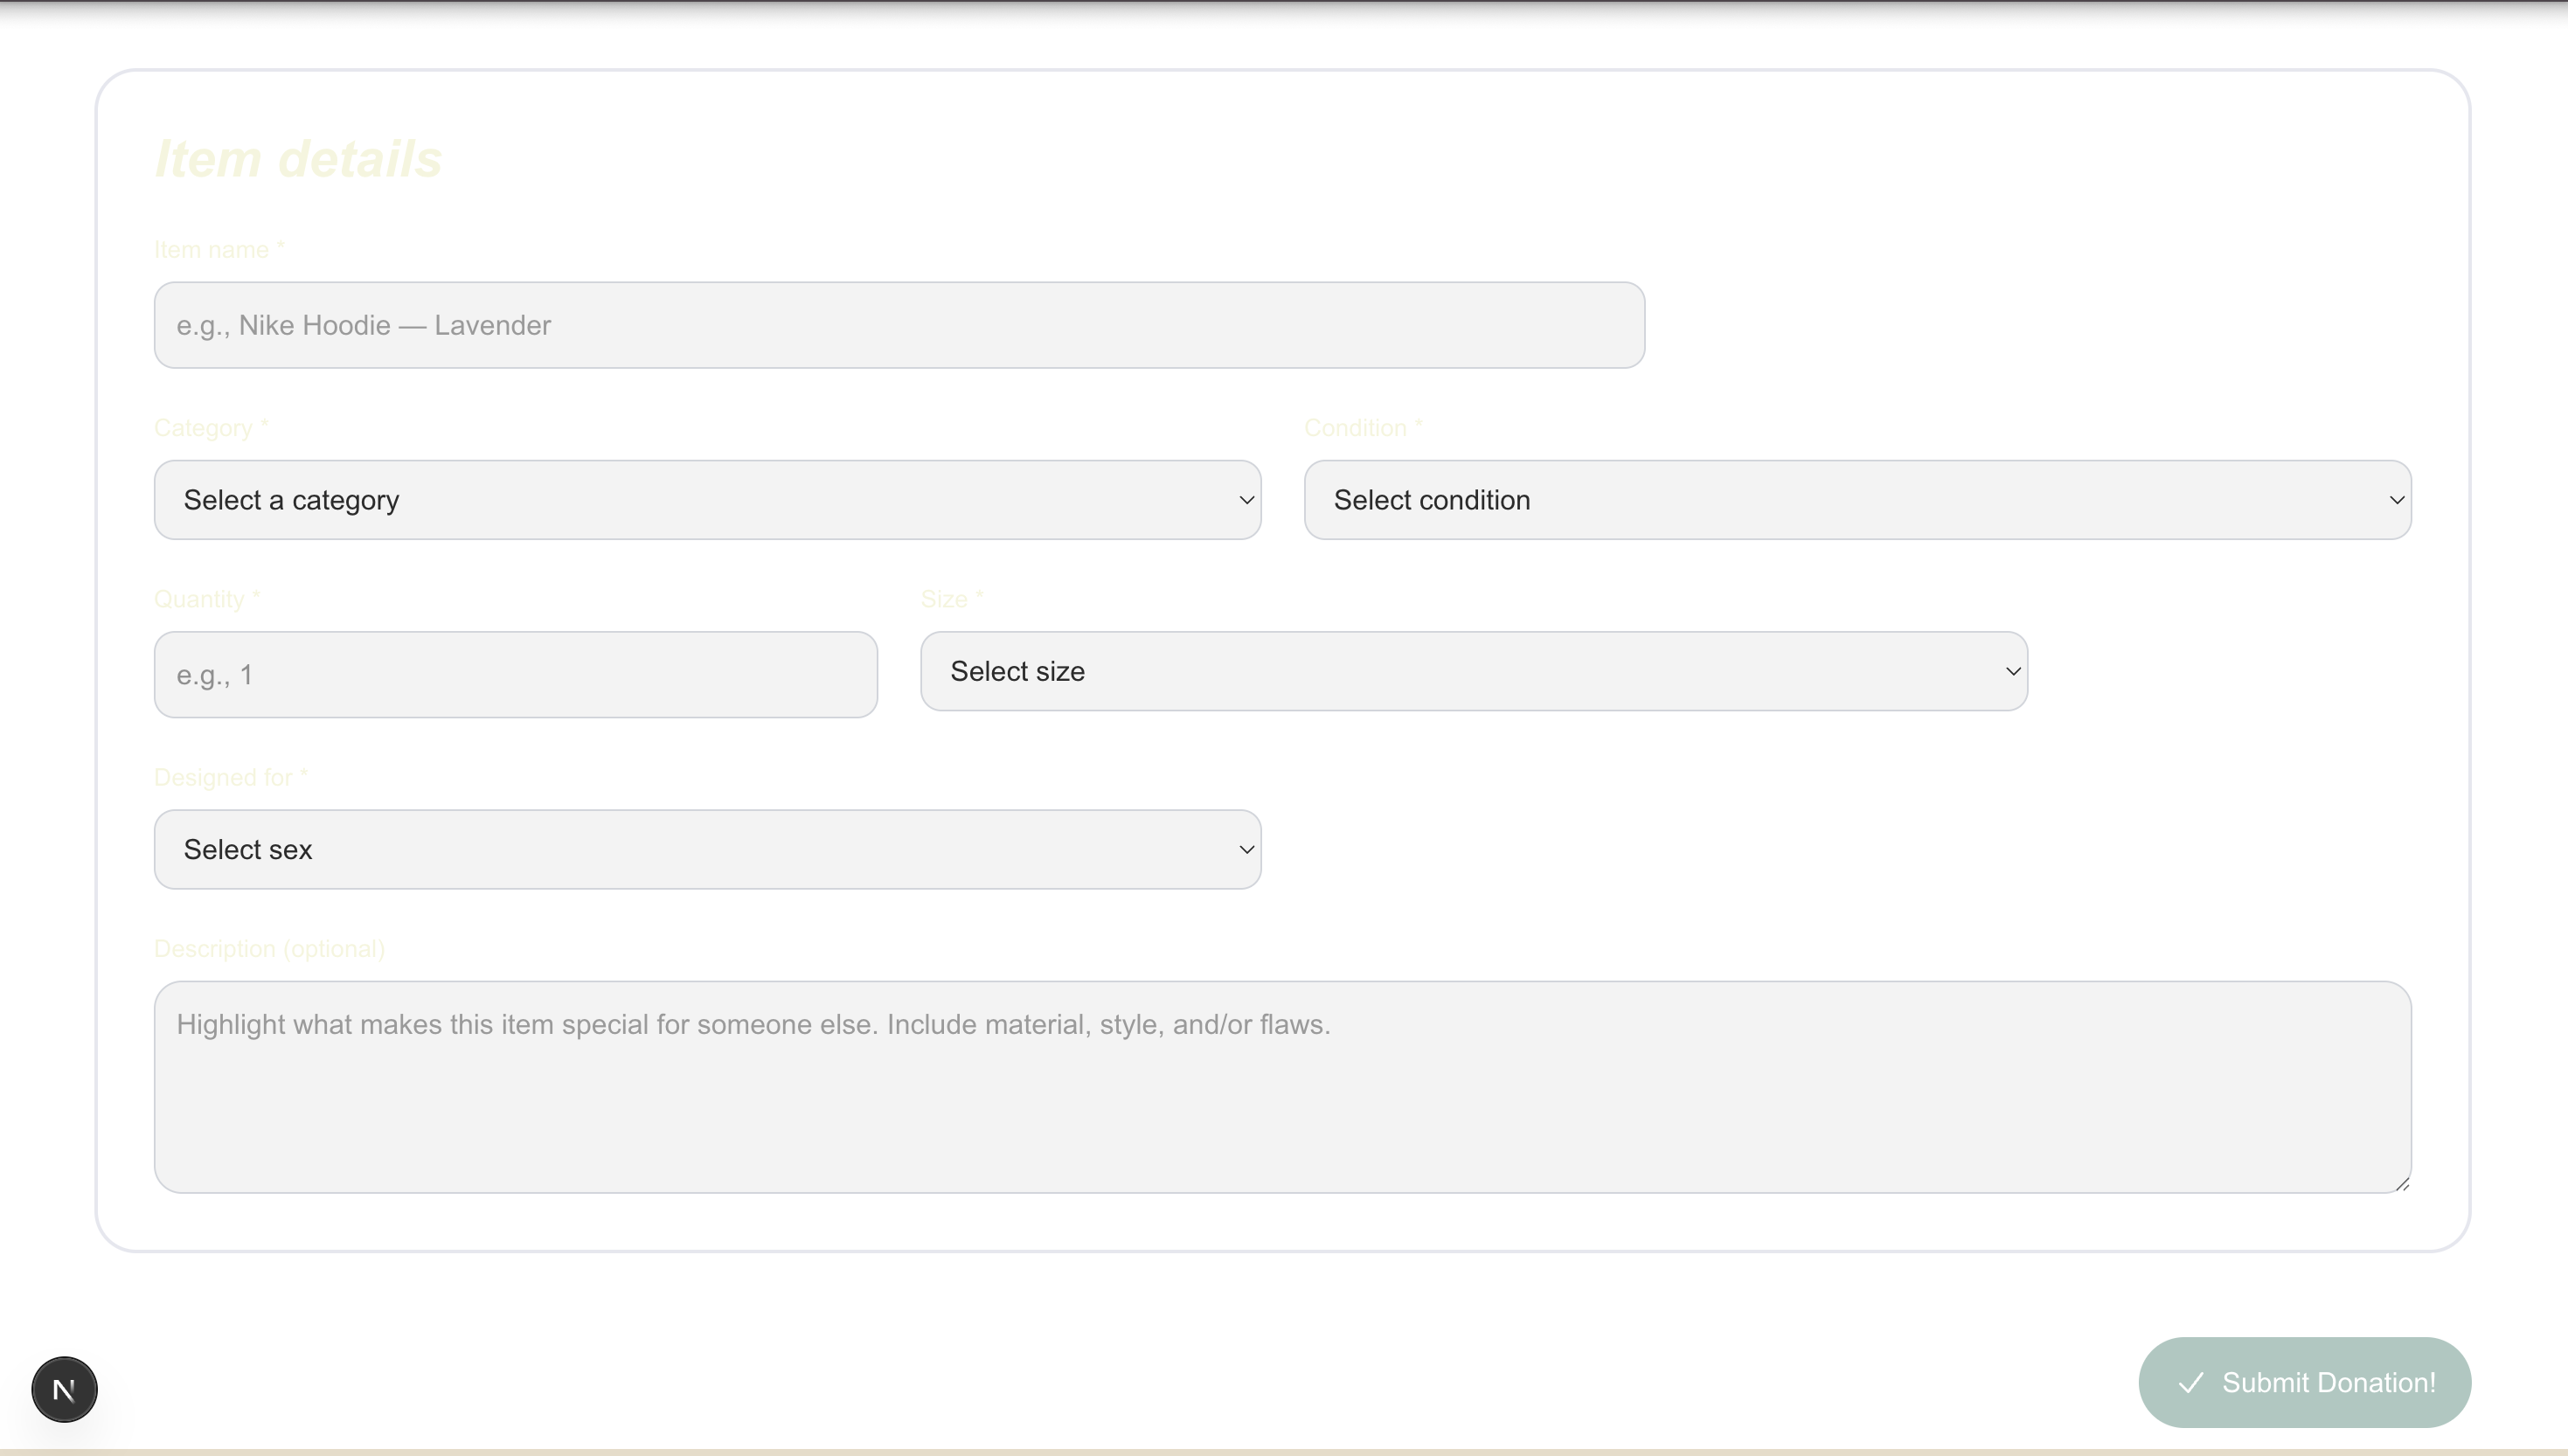 Item details
Item name *
e.g., Nike Hoodie — Lavender
Category *
Condition *
Select a category
Select condition
Quantity *
Size *
e.g., 1
Select size
Designed for *
Select sex
Description (optional)
Highlight what makes this item special for someone else. Include material, style, and/or flaws.
N
Submit Donation!